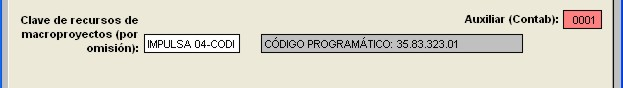 Clave de recursos de
macroproyectos (por
omisión):
IMPULSA 04-CODI
CÓDIGO PROGRAMÁTICO: 35.83.323.01
Auxiliar (Contab):
0001